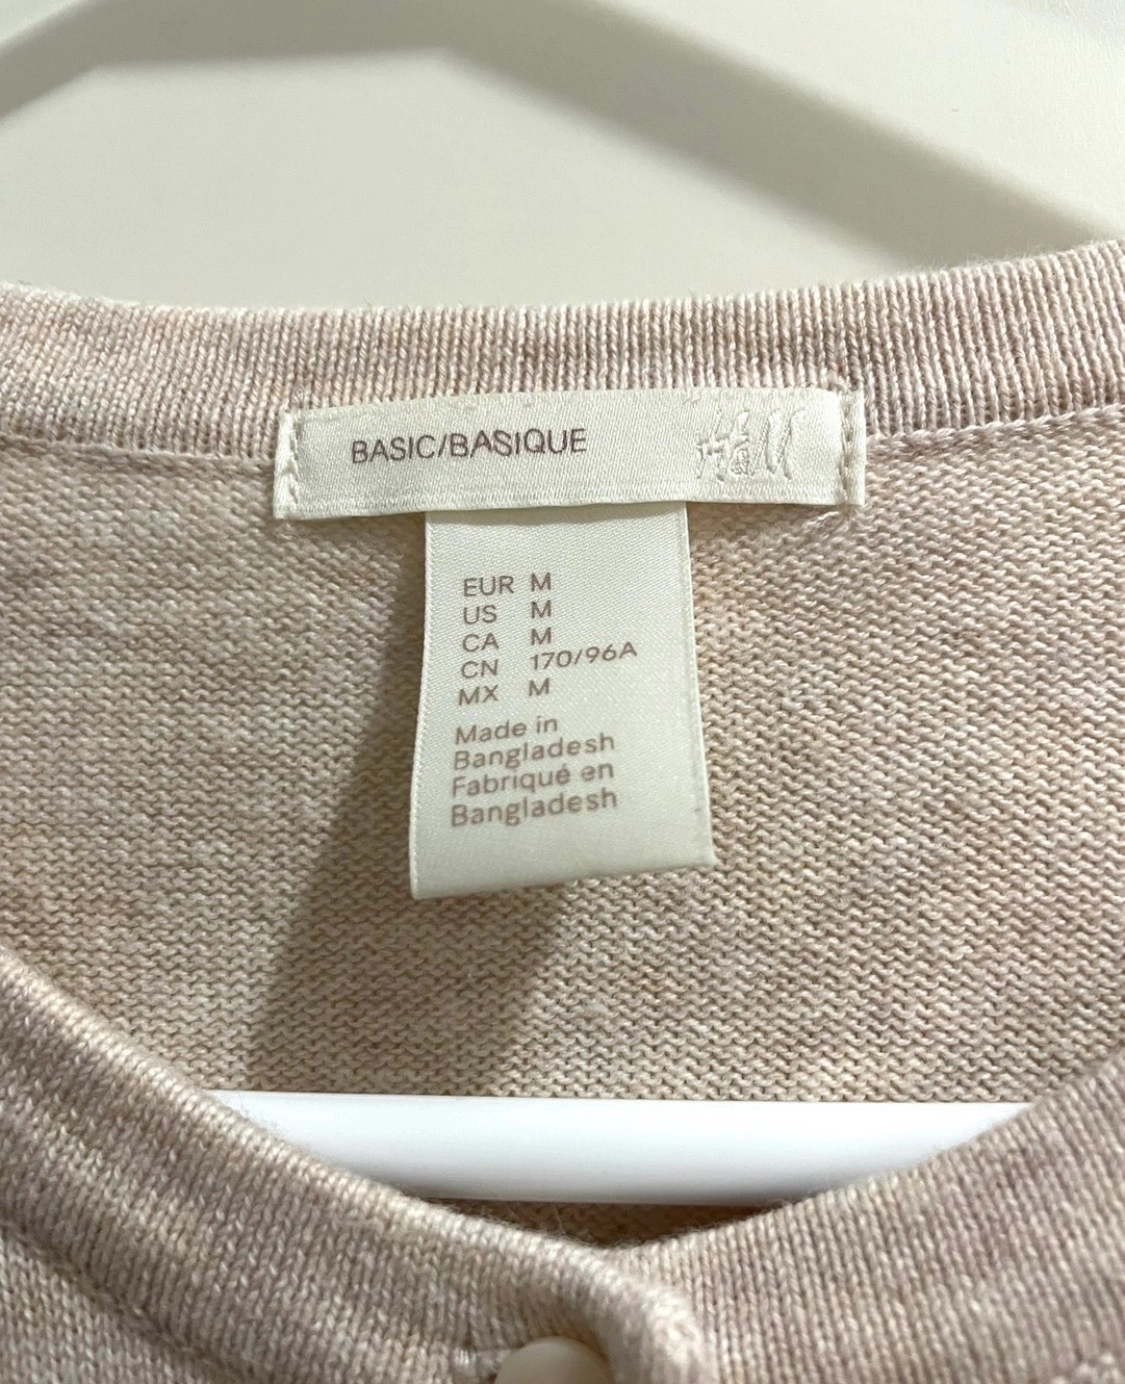 BASIC/BASIQUE
EUR M
US M
CA M
CN 170/96A
MX M
Made in
Bangladesh
Fabriqué en
Bangladesh